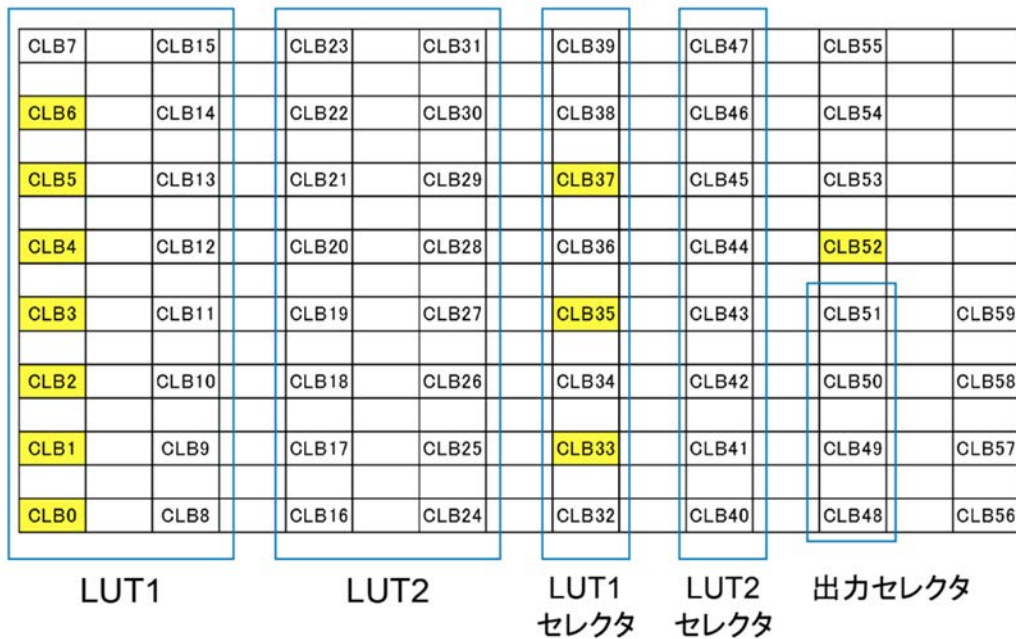 CLB7 CLB15 CLB23 CLB31 CLB39 CLB47 CLB55
CLB6 CLB14 CLB22 CLB30 CLB38 CLB46 CLB54
CLB5 CLB13 CLB21 CLB29 CLB37 CLB45 CLB53
CLB4 CLB12 CLB20 CLB28 CLB36 CLB44 CLB52
CLB3 CLB11 CLB19 CLB27 CLB35 CLB43 CLB51 CLB59
CLB2 CLB10 CLB18 CLB26 CLB34 CLB42 CLB50 CLB58
CLB1 CLB9 CLB17 CLB25 CLB33 CLB41 CLB49 CLB57
CLB0 CLB8 CLB16 CLB24 CLB32 CLB40 CLB48 CLB56
LUT1 LUT2 LUT1 LUT2 出力セレクタ
セレクタ セレクタ